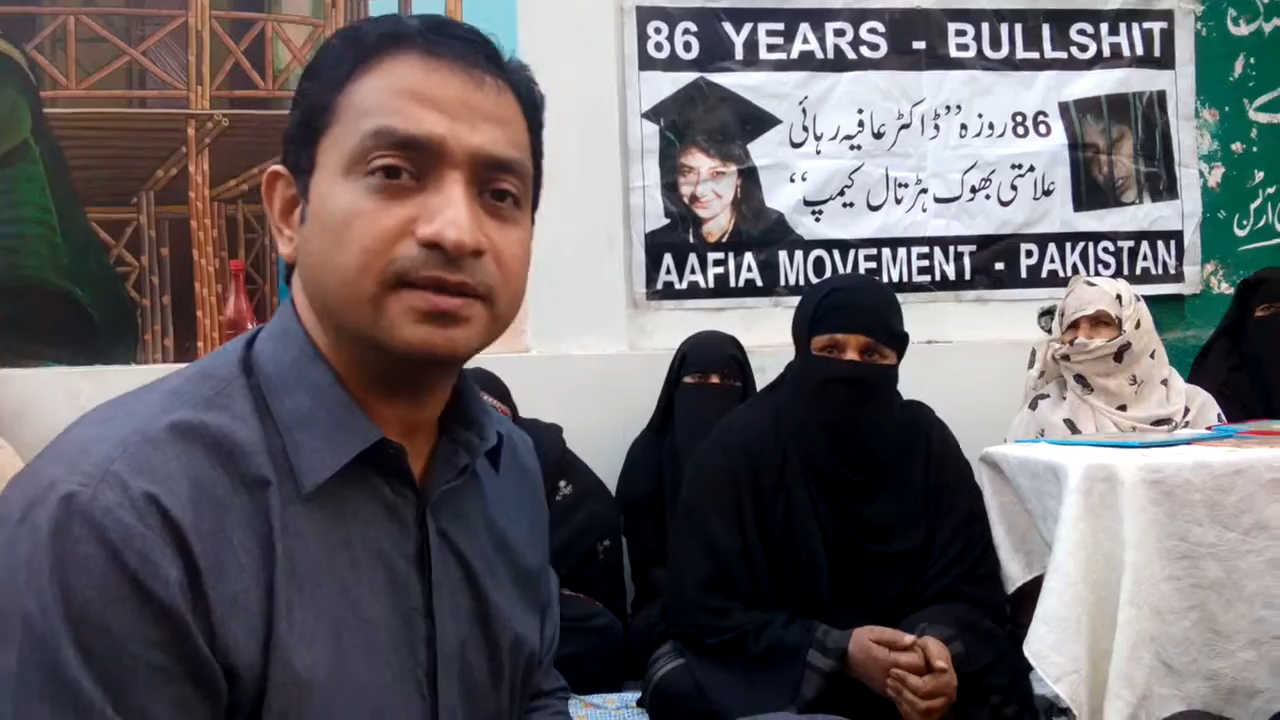 86 YEARS - BULLSHIT
86 روزہ ”ڈاکٹر عافیہ رہائی
علامتی بھوک ہڑتال کیمپ“
AAFIA MOVEMENT - PAKISTAN